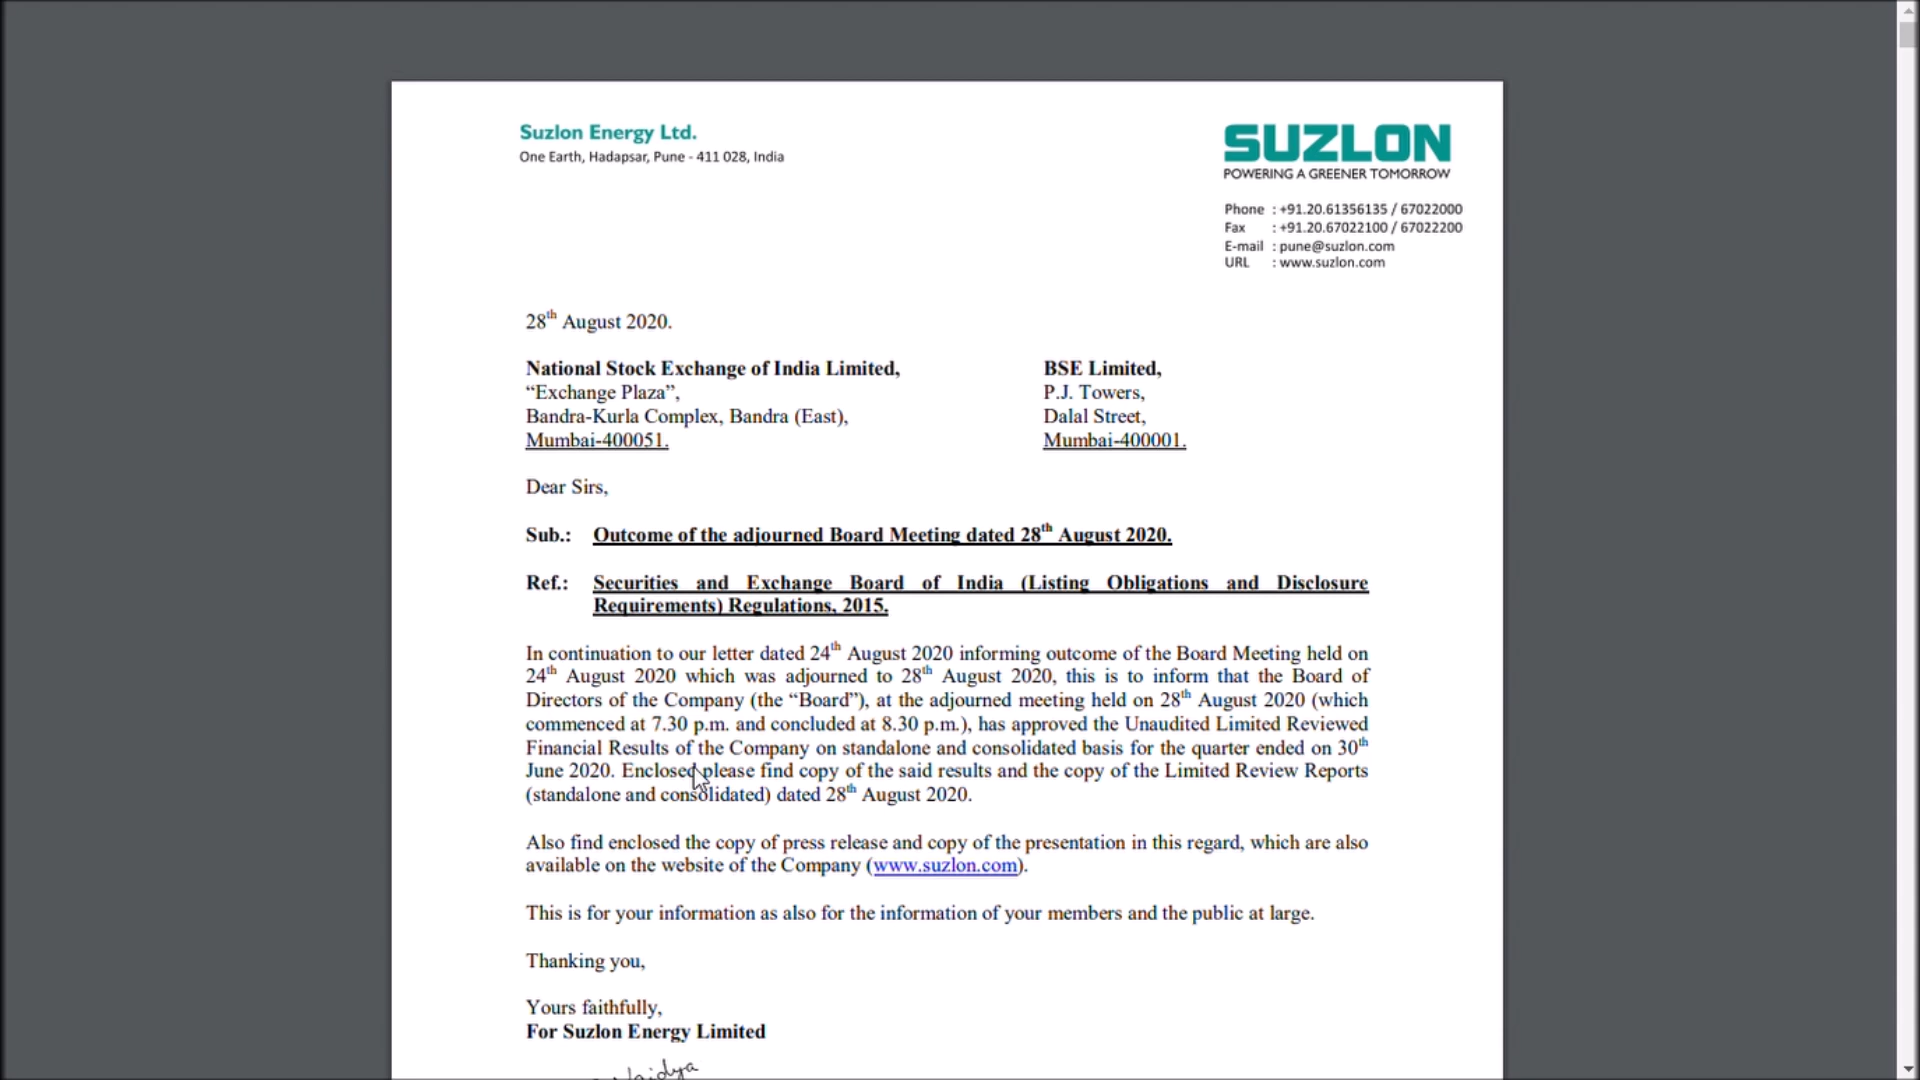 Suzlon Energy Ltd.
One Earth, Hadapsar, Pune - 411 028, India
SUZLON
POWERING A GREENER TOMORROW
Phone : +91.20.61356135 / 67022000
Fax : +91.20.67022100 / 67022200
E-mail : pune@suzlon.com
URL : www.suzlon.com
28th August 2020.
National Stock Exchange of India Limited,
“Exchange Plaza”,
Bandra-Kurla Complex, Bandra (East),
Mumbai-400051.
BSE Limited,
P.J. Towers,
Dalal Street,
Mumbai-400001.
Dear Sirs,
Sub.: Outcome of the adjourned Board Meeting dated 28th August 2020.
Ref.: Securities and Exchange Board of India (Listing Obligations and Disclosure
Requirements) Regulations, 2015.
In continuation to our letter dated 24th August 2020 informing outcome of the Board Meeting held on
24th August 2020 which was adjourned to 28th August 2020, this is to inform that the Board of
Directors of the Company (the “Board”), at the adjourned meeting held on 28th August 2020 (which
commenced at 7.30 p.m. and concluded at 8.30 p.m.), has approved the Unaudited Limited Reviewed
Financial Results of the Company on standalone and consolidated basis for the quarter ended on 30th
June 2020. Enclosed please find copy of the said results and the copy of the Limited Review Reports
(standalone and consolidated) dated 28th August 2020.
Also find enclosed the copy of press release and copy of the presentation in this regard, which are also
available on the website of the Company (www.suzlon.com).
This is for your information as also for the information of your members and the public at large.
Thanking you,
Yours faithfully,
For Suzlon Energy Limited